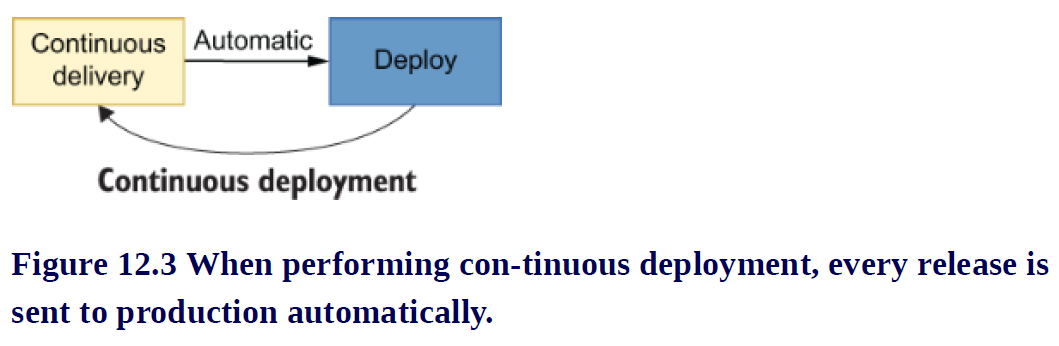 Continuous
delivery
Automatic
Deploy
Continuous deployment
Figure 12.3 When performing con-tinuous deployment, every release is
sent to production automatically.